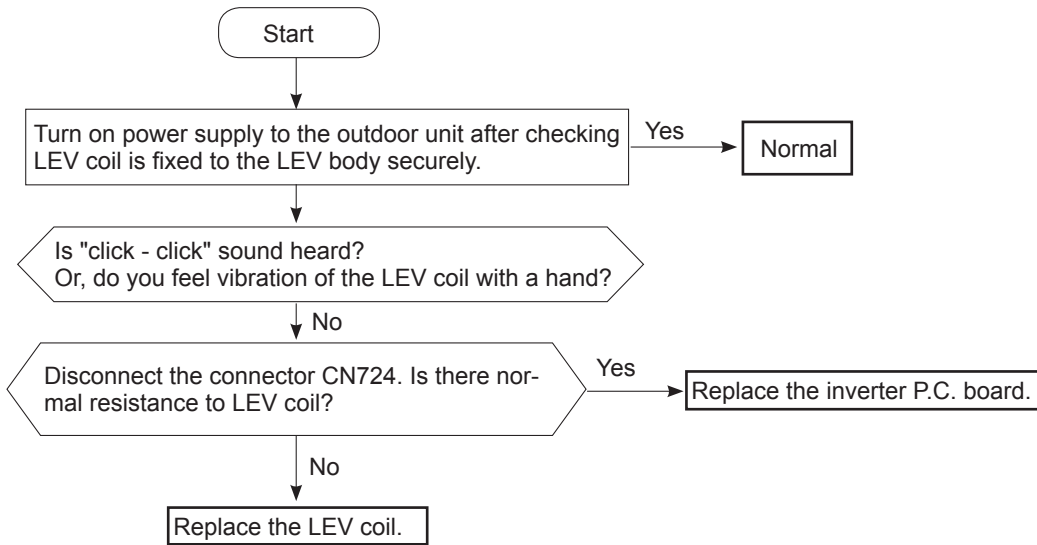 Start
Turn on power supply to the outdoor unit after checking
LEV coil is fixed to the LEV body securely.
Yes
Normal
Is "click - click" sound heard?
Or, do you feel vibration of the LEV coil with a hand?
No
Disconnect the connector CN724. Is there nor-
mal resistance to LEV coil?
Yes
Replace the inverter P.C. board.
No
Replace the LEV coil.